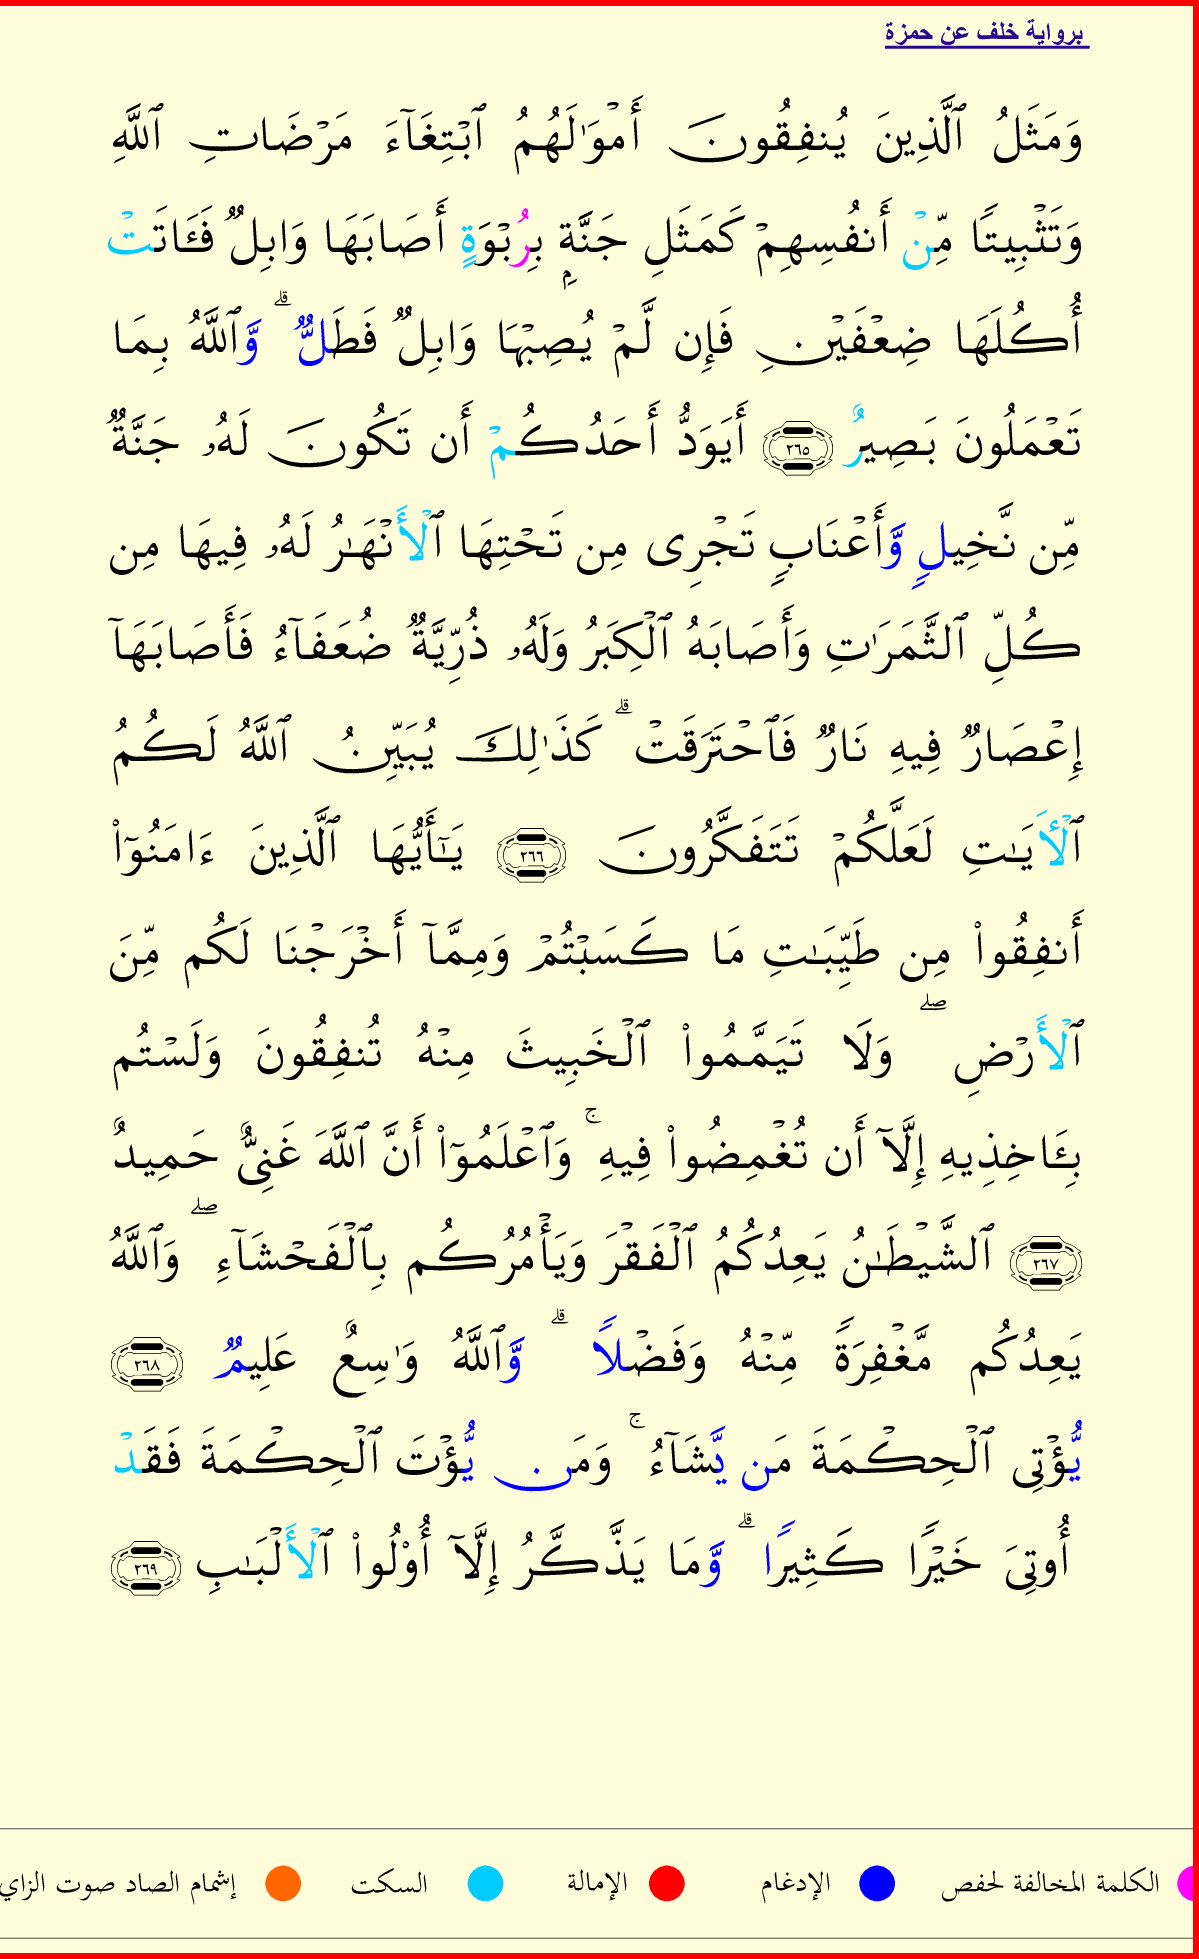 برواية خلف عن حمزة
وَمَثَلُ ٱلَّذِينَ يُنفِقُونَ أَمْوَٰلَهُمُ ٱبْتِغَآءَ مَرْضَاتِ ٱللَّهِ
وَتَثْبِيتًا مِّنْ أَنفُسِهِمْ كَمَثَلِ جَنَّةِۭ بِرُبْوَةٍ أَصَابَهَا وَابِلٌ فَـَٔاتَتْ
أُكُلَهَا ضِعْفَيْنِ فَإِن لَّمْ يُصِبْهَا وَابِلٌ فَطَلٌّ ۗ وَّٱللَّهُ بِمَا
تَعْمَلُونَ بَصِيرٌ ٢٦٥ أَيَوَدُّ أَحَدُكُمْ أَن تَكُونَ لَهُۥ جَنَّةٌ
مِّن نَّخِيلٍ وَّأَعْنَابٍ تَجْرِى مِن تَحْتِهَا ٱلْأَنْهَٰرُ لَهُۥ فِيهَا مِن
كُلِّ ٱلثَّمَرَٰتِ وَأَصَابَهُ ٱلْكِبَرُ وَلَهُۥ ذُرِّيَّةٌ ضُعَفَآءُ فَأَصَابَهَآ
إِعْصَارٌ فِيهِ نَارٌ فَٱحْتَرَقَتْ ۗ كَذَٰلِكَ يُبَيِّنُ ٱللَّهُ لَكُمُ
ٱلْأَيَٰتِ لَعَلَّكُمْ تَتَفَكَّرُونَ ٢٦٦ يَٰٓأَيُّهَا ٱلَّذِينَ ءَامَنُوٓا۟
أَنفِقُوا۟ مِن طَيِّبَٰتِ مَا كَسَبْتُمْ وَمِمَّآ أَخْرَجْنَا لَكُم مِّنَ
ٱلْأَرْضِ ۖ وَلَا تَيَمَّمُوا۟ ٱلْخَبِيثَ مِنْهُ تُنفِقُونَ وَلَسْتُم
بِـَٔاخِذِيهِ إِلَّآ أَن تُغْمِضُوا۟ فِيهِ ۚ وَٱعْلَمُوٓا۟ أَنَّ ٱللَّهَ غَنِىٌّ حَمِيدٌ
٢٦٧ ٱلشَّيْطَٰنُ يَعِدُكُمُ ٱلْفَقْرَ وَيَأْمُرُكُم بِٱلْفَحْشَآءِ ۖ وَٱللَّهُ
يَعِدُكُم مَّغْفِرَةً مِّنْهُ وَفَضْلًا ۗ وَّٱللَّهُ وَٰسِعٌ عَلِيمٌ ٢٦٨
يُّؤْتِى ٱلْحِكْمَةَ مَن يَّشَآءُ ۚ وَمَن يُّؤْتَ ٱلْحِكْمَةَ فَقَدْ
أُوتِىَ خَيْرًا كَثِيرًا ۗ وَّمَا يَذَّكَّرُ إِلَّآ أُو۟لُوا۟ ٱلْأَلْبَٰبِ ٢٦٩
الكلمة المخالفة لحفص الإدغام الإمالة السكت إشمام الصاد صوت الزاي